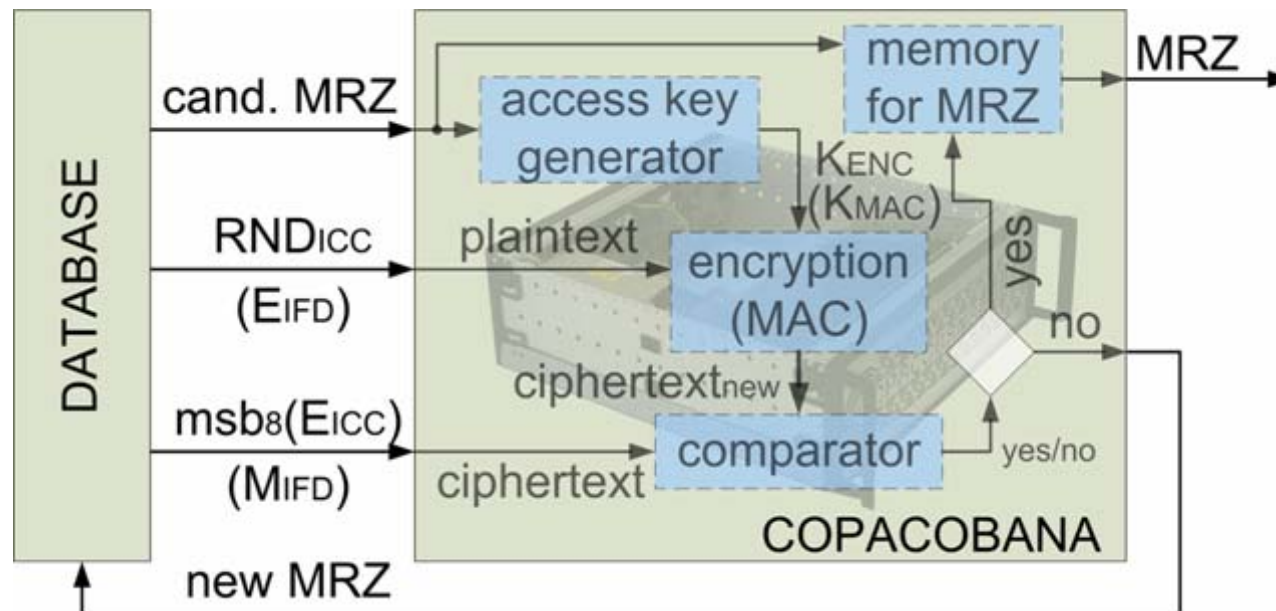 DATABASE
cand. MRZ
RNDICC
(EIFD)
msb8(EICC)
(MIFD)
new MRZ
access key
generator
memory
for MRZ
MRZ
KENC
(KMAC)
plaintext
encryption
(MAC)
yes
no
ciphertextnew
ciphertext
comparator
yes/no
COPACOBANA